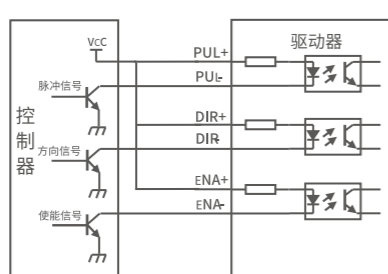 驱动器
VCC
PUL+
PUL-
脉冲信号
控制器
DIR+
DIR-
方向信号
ENA+
ENA-
使能信号